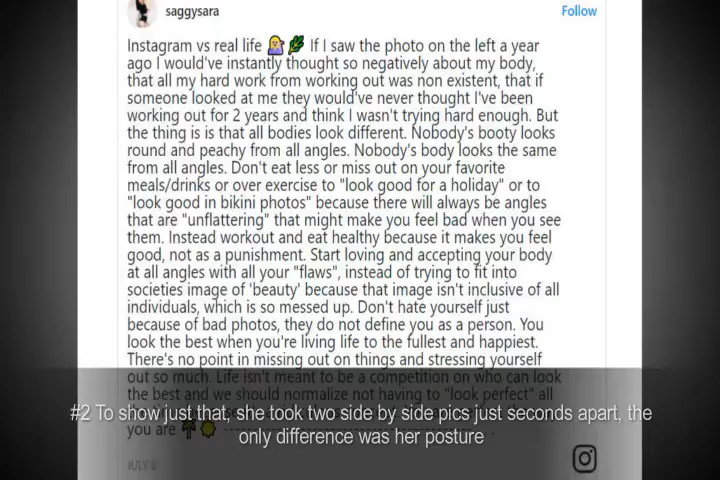 saggysara
Follow
Instagram vs real life If I saw the photo on the left a year
ago I would've instantly thought so negatively about my body,
that all my hard work from working out was non existent, that if
someone looked at me they would've never thought I've been
working out for 2 years and think I wasn't trying hard enough. But
the thing is is that all bodies look different. Nobody's booty looks
round and peachy from all angles. Nobody's body looks the same
from all angles. Don't eat less or miss out on your favorite
meals/drinks or over exercise to "look good for a holiday" or to
"look good in bikini photos" because there will always be angles
that are "unflattering" that might make you feel bad when you see
them. Instead workout and eat healthy because it makes you feel
good, not as a punishment. Start loving and accepting your body
at all angles with all your "flaws", instead of trying to fit into
societies image of 'beauty' because that image isn't inclusive of all
individuals, which is so messed up. Don't hate yourself just
because of bad photos, they do not define you as a person. You
look the best when you're living life to the fullest and happiest.
There's no point in missing out on things and stressing yourself
out so much. Life isn't meant to be a competition on who can look
the best and we should normalize not having to "look perfect" all
you are
#2 To show just that, she took two side by side pics just seconds apart, the
only difference was her posture
JULY 6